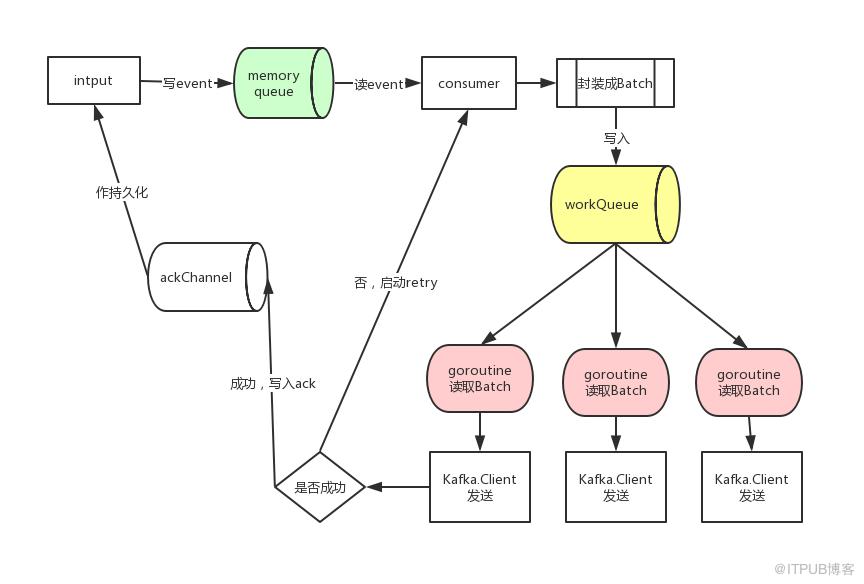 intput
写event
memory
queue
读event
consumer
封装成Batch
写入
workQueue
作持久化
ackChannel
否，启动retry
成功，写入ack
goroutine
读取Batch
goroutine
读取Batch
goroutine
读取Batch
是否成功
Kafka.Client
发送
Kafka.Client
发送
Kafka.Client
发送
@ITPUB博客